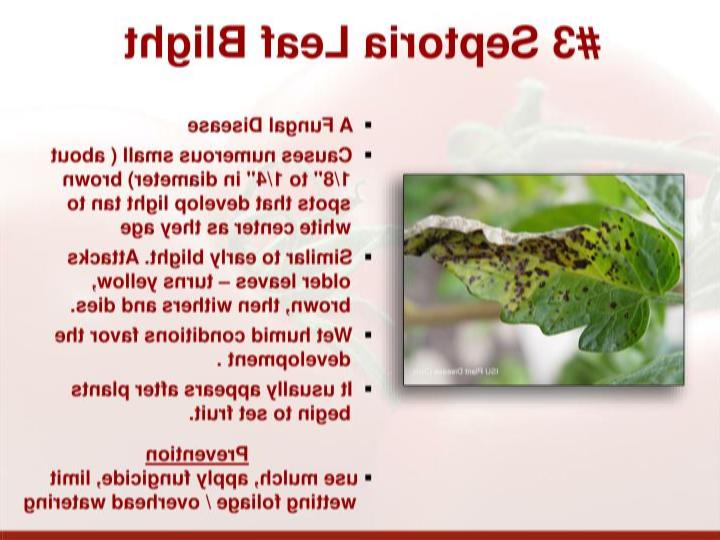 #3 Septoria Leaf Blight
▪ A Fungal Disease
▪ Causes numerous small ( about
1/8" to 1/4" in diameter) brown
spots that develop light tan to
white center as they age
▪ Similar to early blight. Attacks
older leaves – turns yellow,
brown, then withers and dies.
▪ Wet humid conditions favor the
development .
▪ It usually appears after plants
begin to set fruit.
Prevention
▪ use mulch, apply fungicide, limit
wetting foliage / overhead watering
ISU Plant Disease Clinic